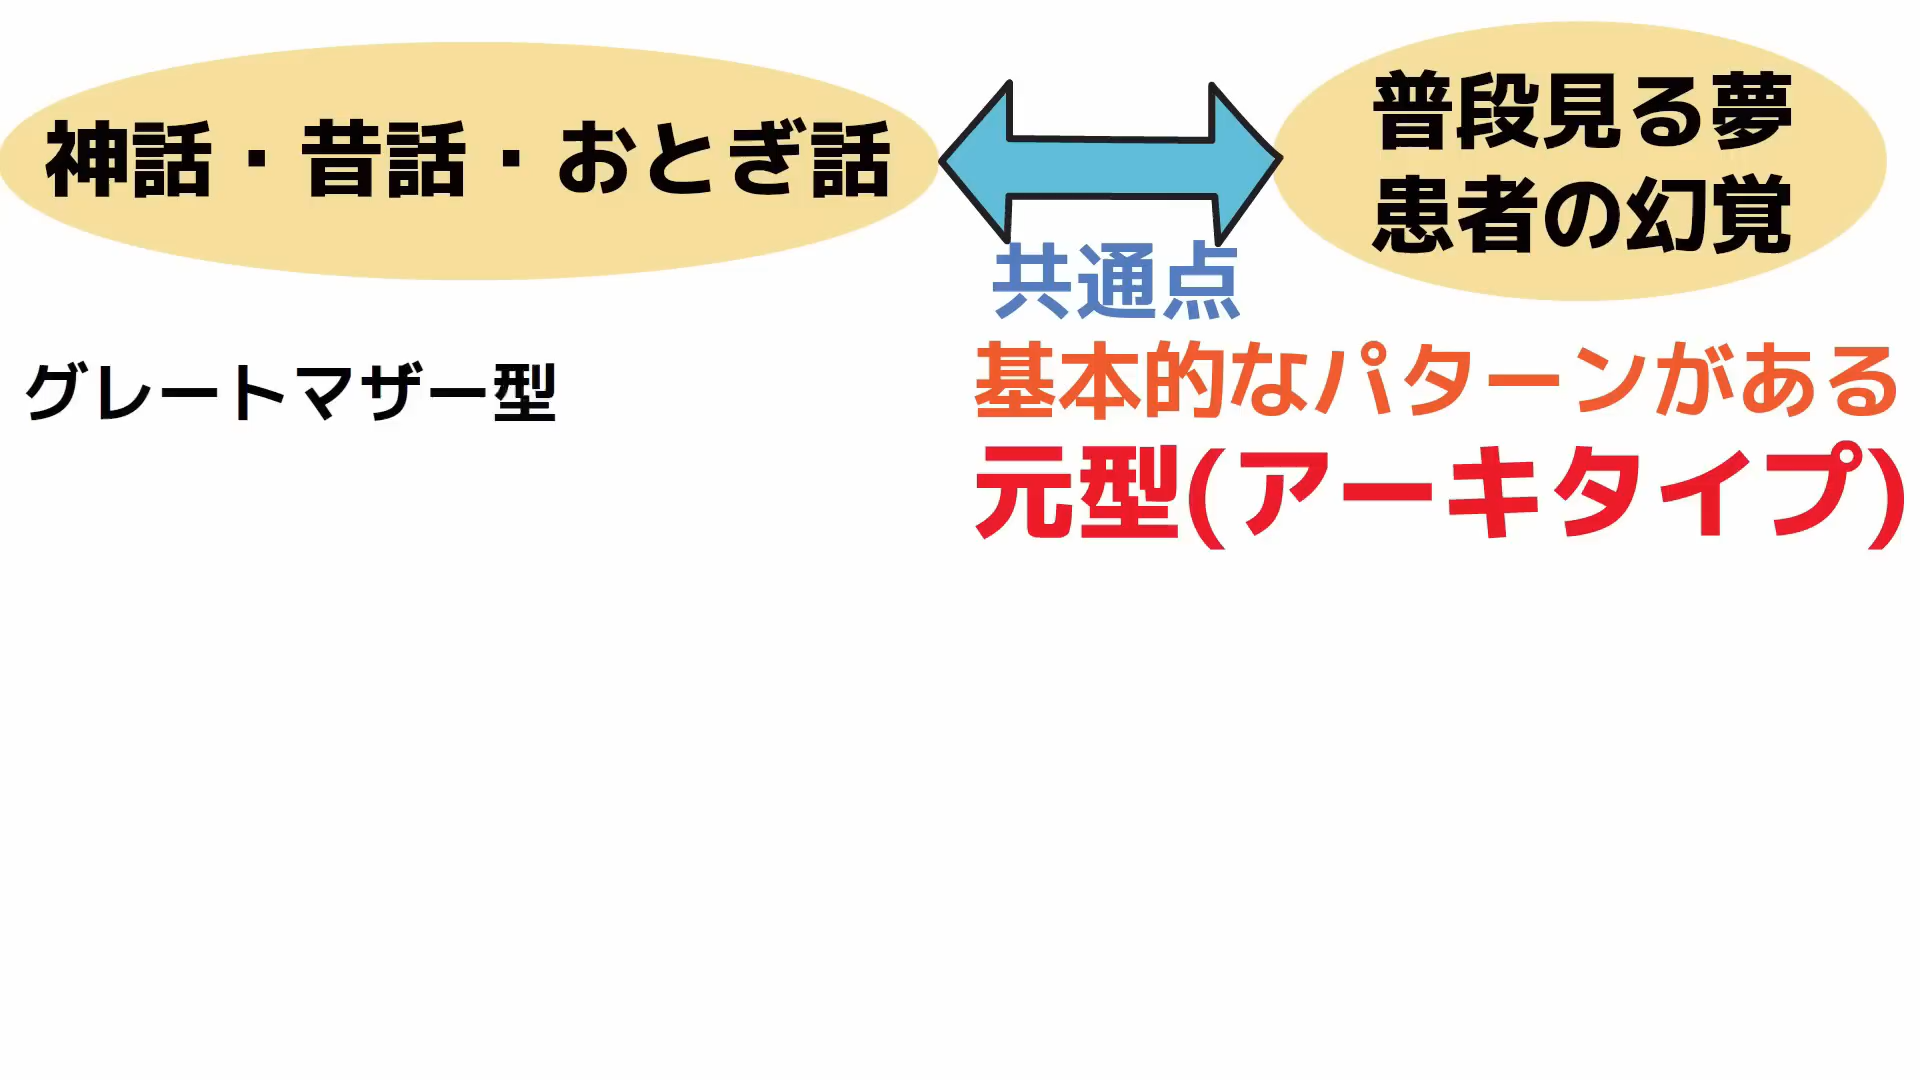 神話・昔話・おとぎ話
普段見る夢
患者の幻覚
共通点
基本的なパターンがある
元型(アーキタイプ)
グレートマザー型